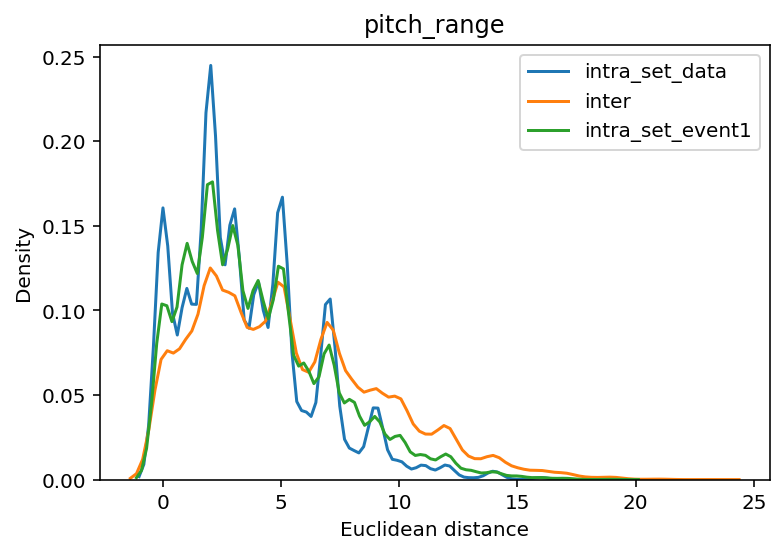 pitch_range
0.25
0.20
0.15
0.10
0.05
0.00
Density
intra_set_data
inter
intra_set_event1
0 5 10 15 20 25
Euclidean distance